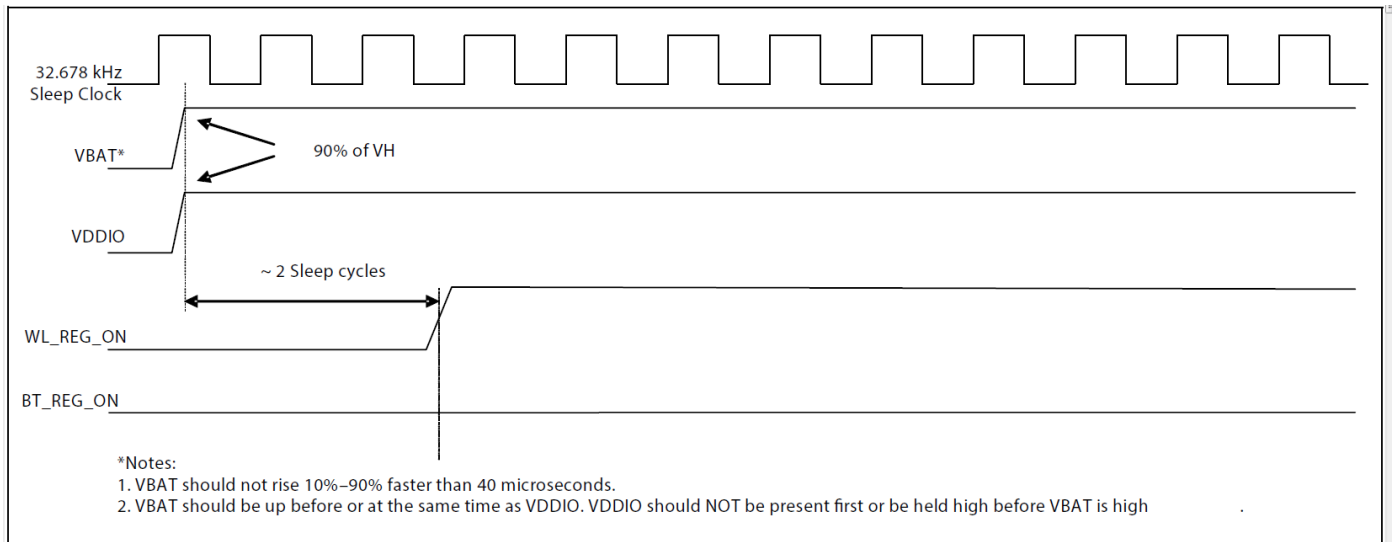 32.678 kHz
Sleep Clock
VBAT*
90% of VH
VDDIO
~ 2 Sleep cycles
WL_REG_ON
BT_REG_ON
*Notes:
1. VBAT should not rise 10%–90% faster than 40 microseconds.
2. VBAT should be up before or at the same time as VDDIO. VDDIO should NOT be present first or be held high before VBAT is high .